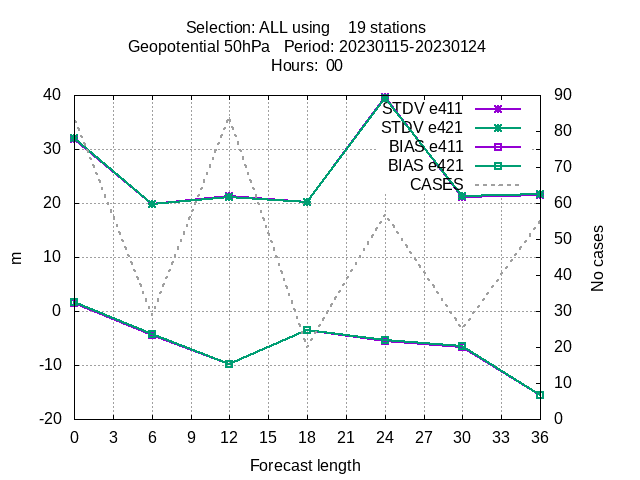 Selection: ALL using 19 stations
Geopotential 50hPa Period: 20230115-20230124
Hours: 00
40
30
20
10
0
-10
-20
m
STDV e411
STDV e421
BIAS e411
BIAS e421
CASES
90
80
70
60
50
40
30
20
10
0
No cases
0 3 6 9 12 15 18 21 24 27 30 33 36
Forecast length